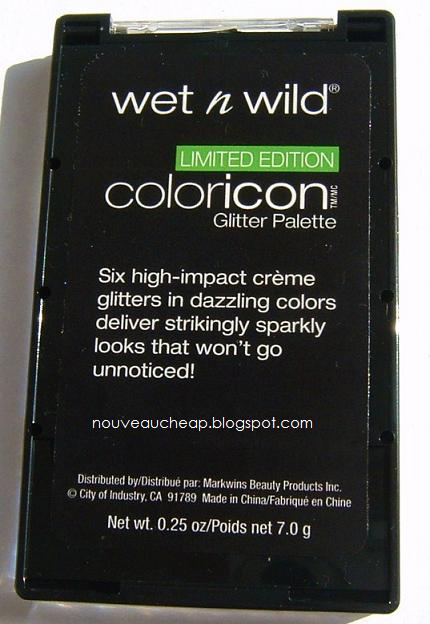 wet n wild®
LIMITED EDITION
coloricon TM/MC
Glitter Palette
Six high-impact crème
glitters in dazzling colors
deliver strikingly sparkly
looks that won't go
unnoticed!
nouveaucheap.blogspot.com
Distributed by/Distribué par: Markwins Beauty Products Inc.
© City of Industry, CA 91789 Made in China/Fabriqué en Chine
Net wt. 0.25 oz/Poids net 7.0 g